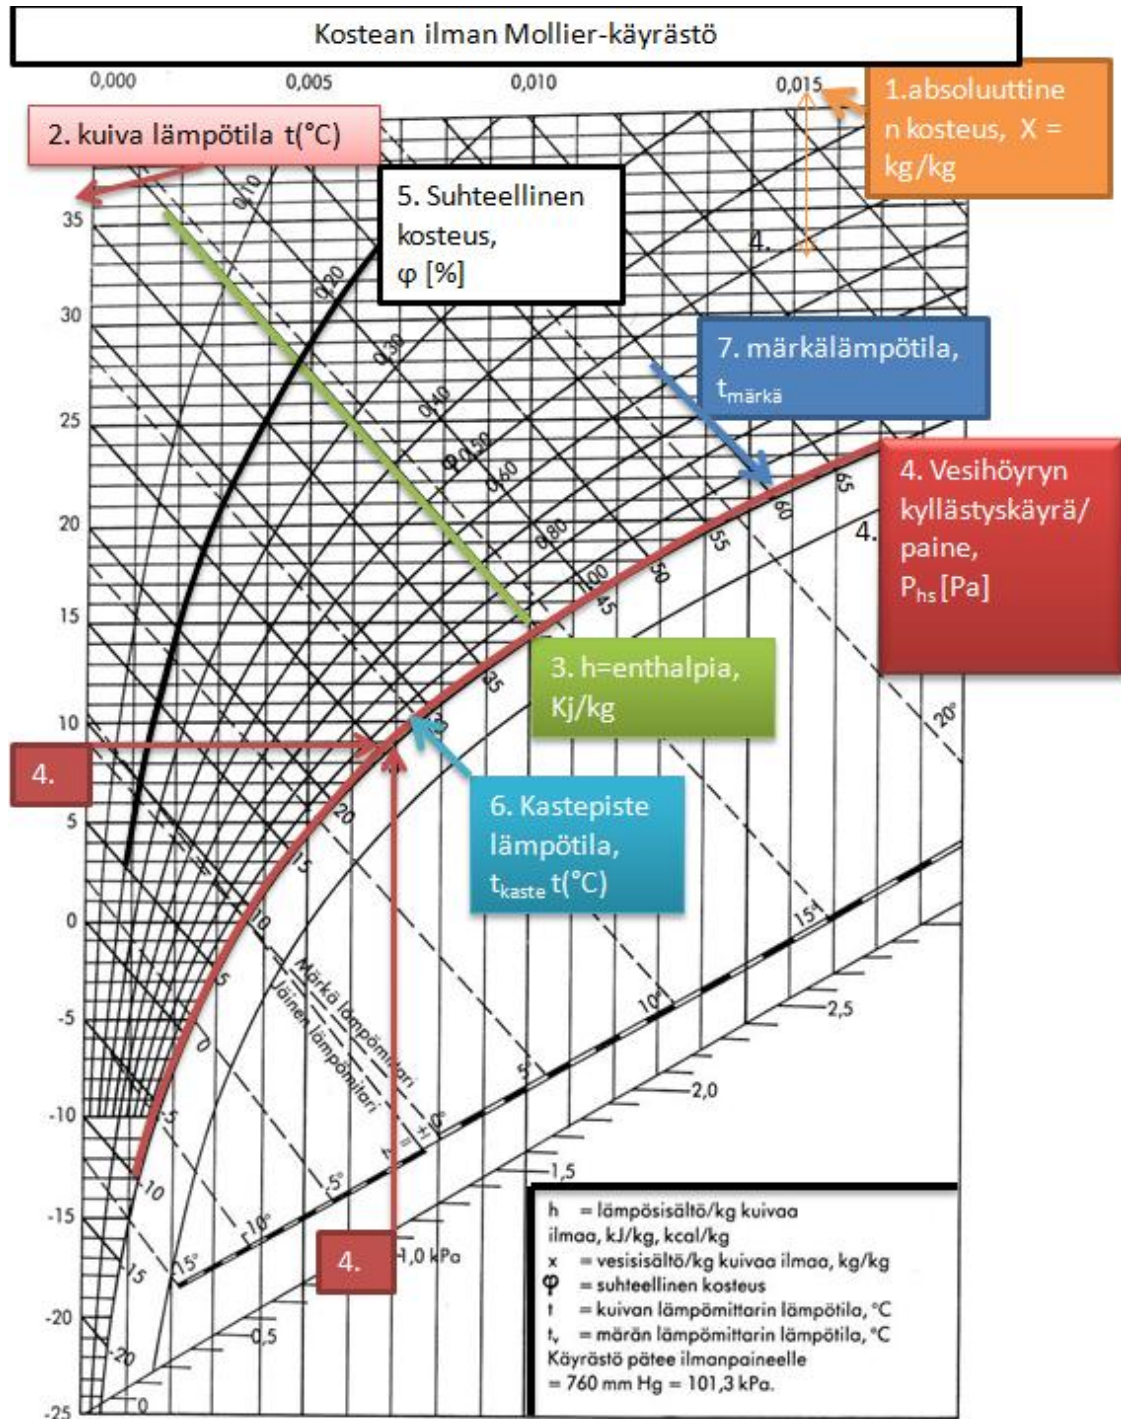 Kostean ilman Mollier-käyrästö
0,000 0,005 0,010 0,015
1.absoluuttine
n kosteus, X =
kg/kg
2. kuiva lämpötila t(°C)
5. Suhteellinen
kosteus,
φ [%]
4.
7. märkälämpötila,
tmärkä
4. Vesihöyryn
kyllästyskäyrä/
paine,
Phs [Pa]
4.
3. h=enthalpia,
Kj/kg
4.
6. Kastepiste
lämpötila,
tkaste t(°C)
4.
35
30
25
20
15
10
5
0
-5
-10
-15
-20
-25
0,10
0,20
0,30
0,40
φ 0,50
0,60
0,80
1,00
65
60
55
50
45
35
20
15
10
5
0
-5
-10
-15
-20
20°
15°
10°
5°
0°
5°
10°
15°
Märkä lämpömitari
Jäinen lämpömitari
2,5
2,0
1,5
1,0 kPa
0,5
0
h = lämpösisältö/kg kuivaa
ilmaa, kJ/kg, kcal/kg
x = vesisisältö/kg kuivaa ilmaa, kg/kg
φ = suhteellinen kosteus
t = kuivan lämpömittarin lämpötila, °C
tv = märän lämpömittarin lämpötila, °C
Käyrästö pätee ilmanpaineelle
= 760 mm Hg = 101,3 kPa.